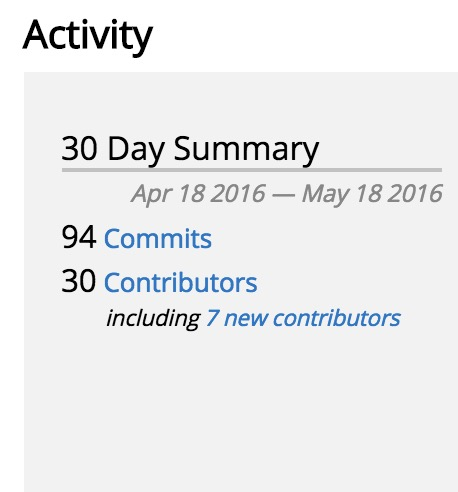 Activity
30 Day Summary
Apr 18 2016 — May 18 2016
94 Commits
30 Contributors
including 7 new contributors